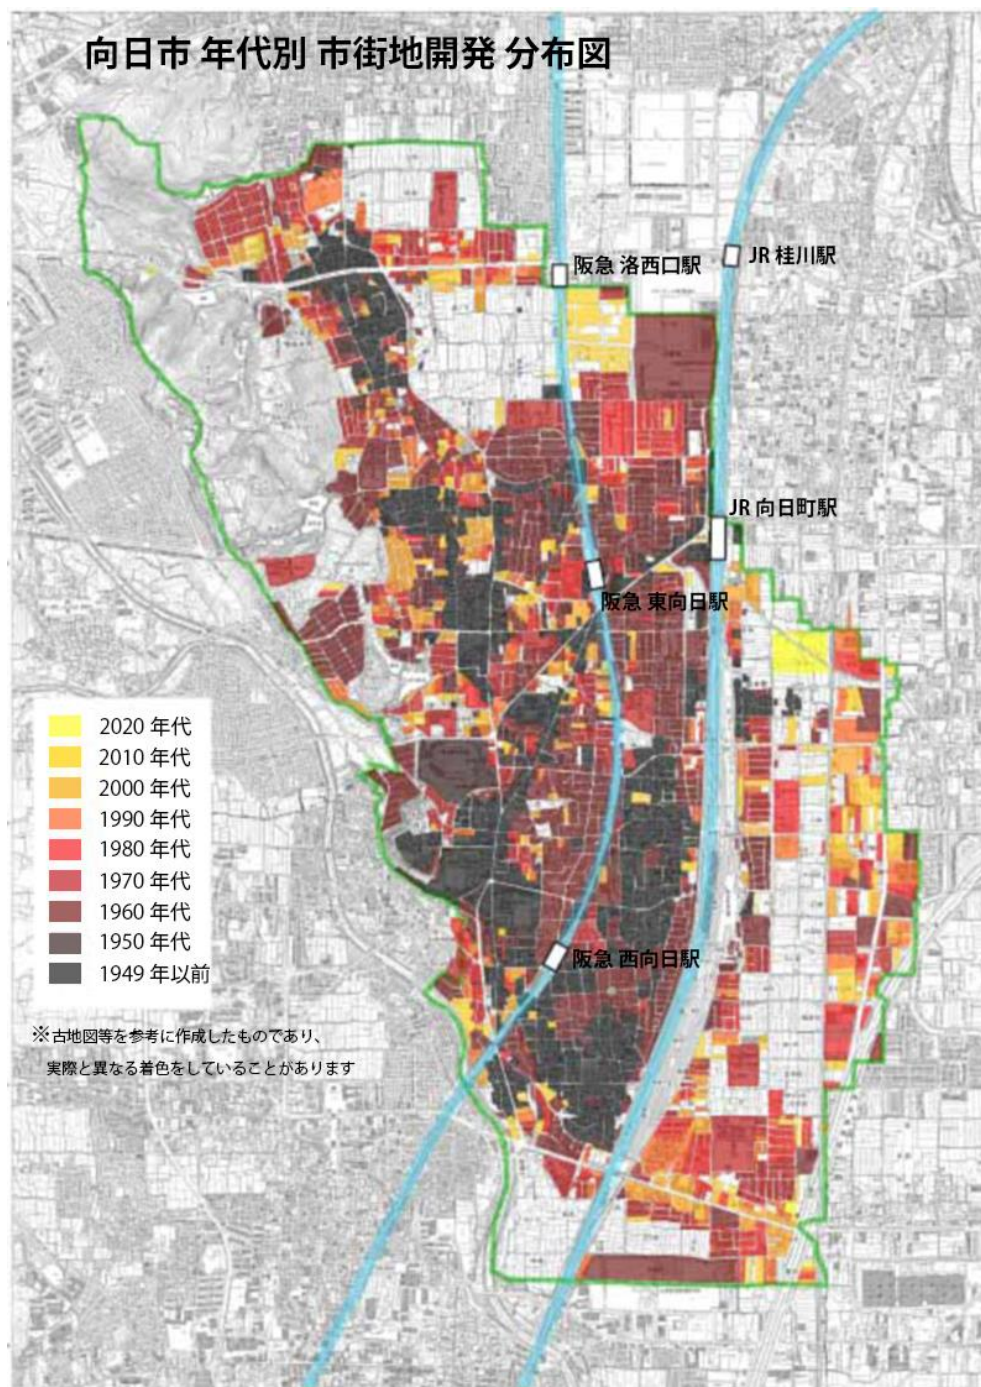 向日市 年代別 市街地開発 分布図
阪急 洛西口駅
JR 桂川駅
JR 向日町駅
阪急 東向日駅
阪急 西向日駅
2020 年代
2010 年代
2000 年代
1990 年代
1980 年代
1970 年代
1960 年代
1950 年代
1949 年以前
※古地図等を参考に作成したものであり、
実際と異なる着色をしていることがあります